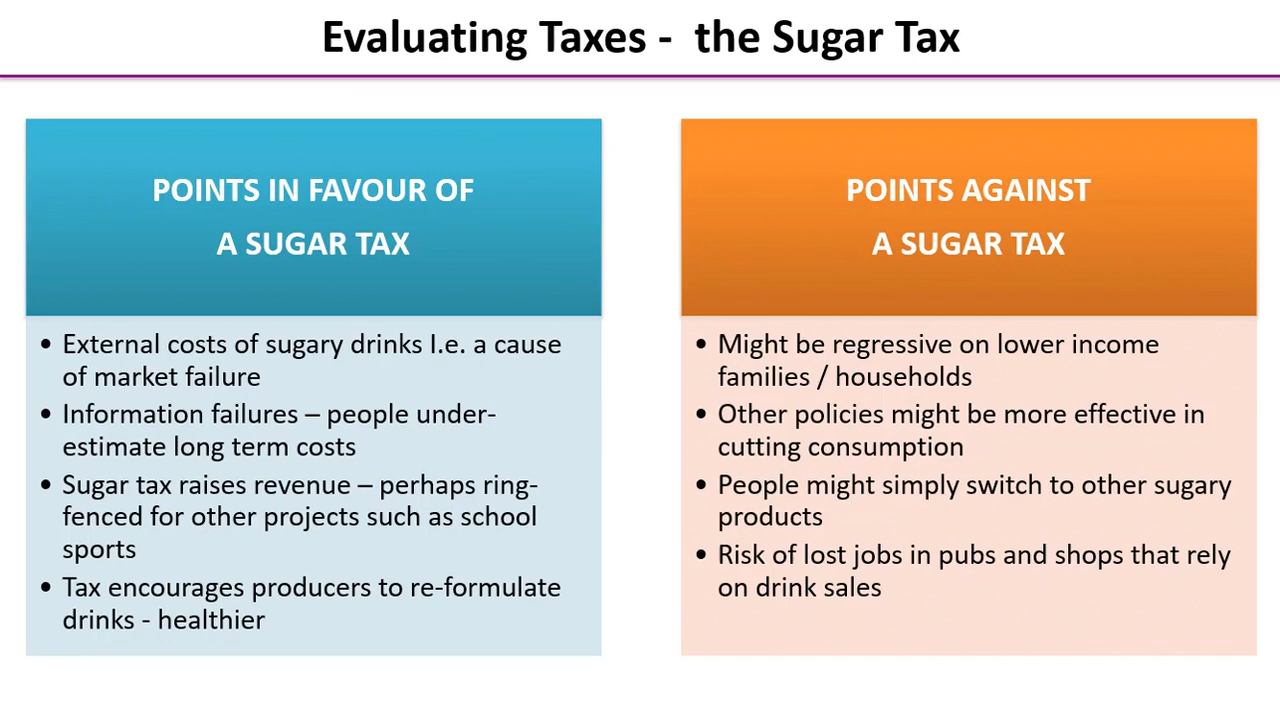 Evaluating Taxes -  the Sugar Tax
POINTS IN FAVOUR OF
A SUGAR TAX
• External costs of sugary drinks I.e. a cause
of market failure
• Information failures – people under-
estimate long term costs
• Sugar tax raises revenue – perhaps ring-
fenced for other projects such as school
sports
• Tax encourages producers to re-formulate
drinks - healthier
POINTS AGAINST
A SUGAR TAX
• Might be regressive on lower income
families / households
• Other policies might be more effective in
cutting consumption
• People might simply switch to other sugary
products
• Risk of lost jobs in pubs and shops that rely
on drink sales